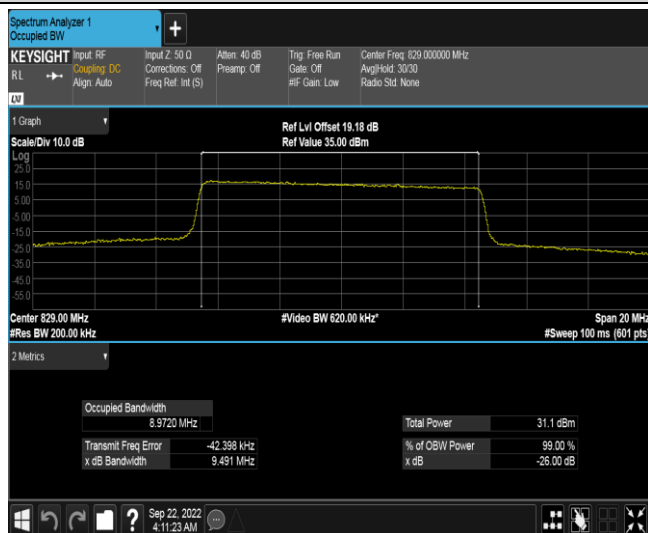 Spectrum Analyzer 1
Occupied BW
KEYSIGHT
Input: RF
Coupling: DC
Align: Auto
Input Z: 50 Ω
Corrections: Off
Freq Ref: Int (S)
Atten: 40 dB
Preamp: Off
Trig: Free Run
Gate: Off
#IF Gain: Low
Center Freq: 829.000000 MHz
Avg|Hold: 30/30
Radio Std: None
R L
LXI
1 Graph
Scale/Div 10.0 dB
Ref Lvl Offset 19.18 dB
Ref Value 35.00 dBm
Log
25.0
15.0
5.00
-5.00
-15.0
-25.0
-35.0
-45.0
-55.0
Center 829.00 MHz
#Video BW 620.00 kHz*
Span 20 MHz
#Res BW 200.00 kHz
#Sweep 100 ms (601 pts)
2 Metrics
Occupied Bandwidth
8.9720 MHz
Total Power 31.1 dBm
Transmit Freq Error -42.398 kHz
% of OBW Power 99.00 %
x dB Bandwidth 9.491 MHz
x dB -26.00 dB
?
Sep 22, 2022
4:11:23 AM